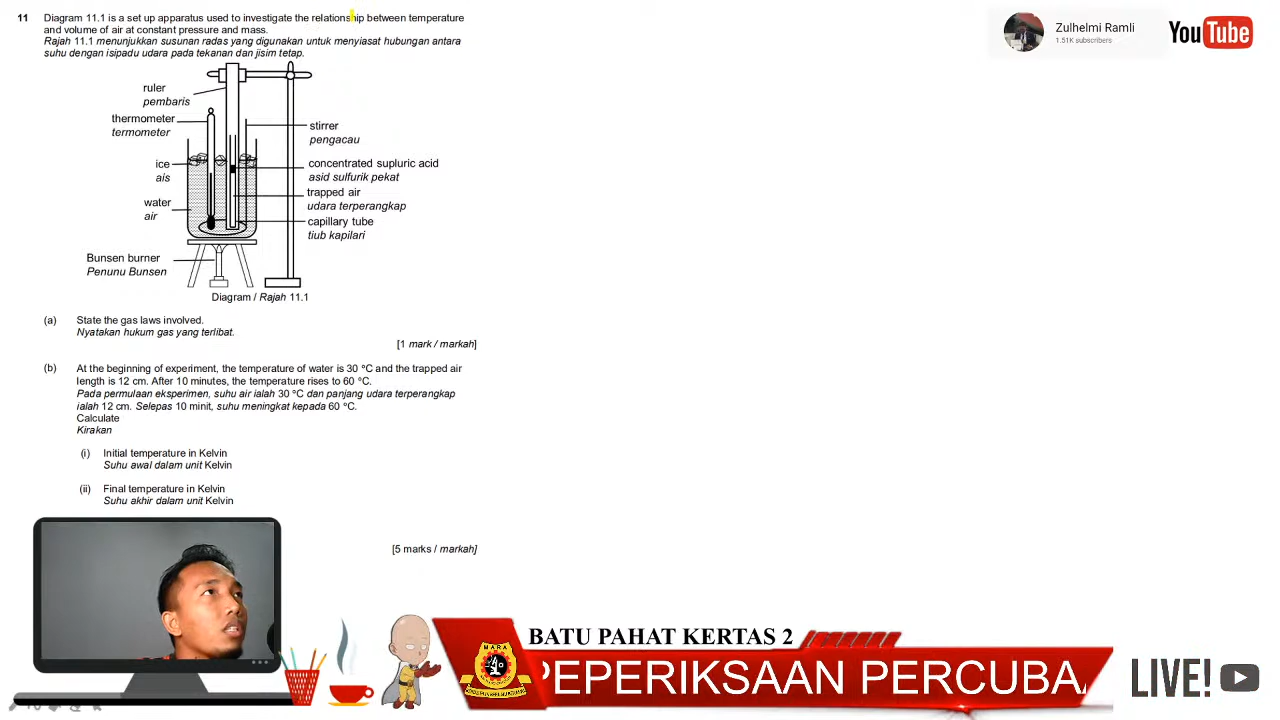 11 Diagram 11.1 is a set up apparatus used to investigate the relationship between temperature
and volume of air at constant pressure and mass.
Rajah 11.1 menunjukkan susunan radas yang digunakan untuk menyiasat hubungan antara
suhu dengan isipadu udara pada tekanan dan jisim tetap.
ruler
pembaris
thermometer
termometer
ice
ais
water
air
Bunsen burner
Penunu Bunsen
stirrer
pengacau
concentrated supluric acid
asid sulfurik pekat
trapped air
udara terperangkap
capillary tube
tiub kapilari
Diagram / Rajah 11.1
(a) State the gas laws involved.
Nyatakan hukum gas yang terlibat.
[1 mark / markah]
(b) At the beginning of experiment, the temperature of water is 30 °C and the trapped air
length is 12 cm. After 10 minutes, the temperature rises to 60 °C.
Pada permulaan eksperimen, suhu air ialah 30 °C dan panjang udara terperangkap
ialah 12 cm. Selepas 10 minit, suhu meningkat kepada 60 °C.
Calculate
Kirakan
(i) Initial temperature in Kelvin
Suhu awal dalam unit Kelvin
(ii) Final temperature in Kelvin
Suhu akhir dalam unit Kelvin
[5 marks / markah]
Zulhelmi Ramli
1.51K subscribers
YouTube
BATU PAHAT KERTAS 2
MARA
PEPERIKSAAN PERCUBA
LIVE!